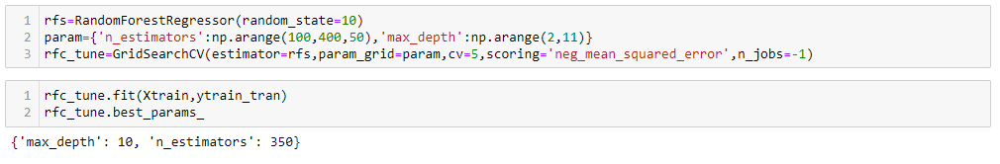 1 rfs=RandomForestRegressor(random_state=10)
2 param={'n_estimators':np.arange(100,400,50),'max_depth':np.arange(2,11)}
3 rfc_tune=GridSearchCV(estimator=rfs,param_grid=param,cv=5,scoring='neg_mean_squared_error',n_jobs=-1)
1 rfc_tune.fit(Xtrain,ytrain_tran)
2 rfc_tune.best_params_
{'max_depth': 10, 'n_estimators': 350}